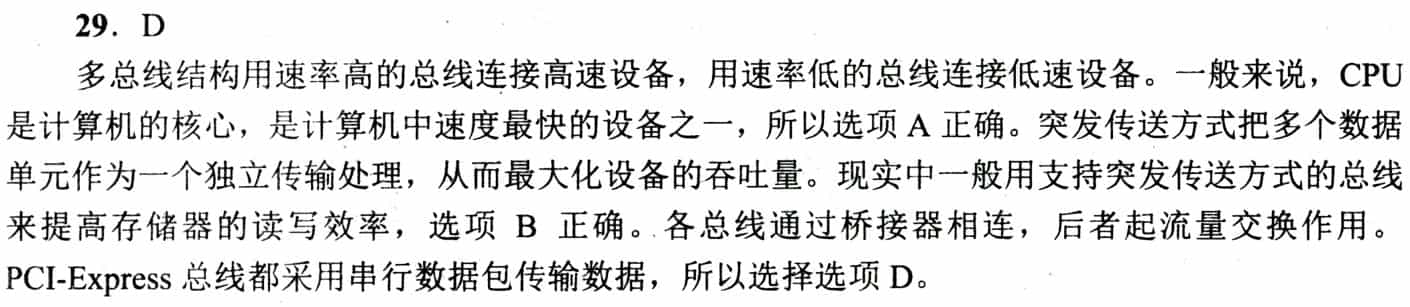 29. D
多总线结构用速率高的总线连接高速设备，用速率低的总线连接低速设备。一般来说，CPU
是计算机的核心，是计算机中速度最快的设备之一，所以选项 A 正确。突发传送方式把多个数据
单元作为一个独立传输处理，从而最大化设备的吞吐量。现实中一般用支持突发传送方式的总线
来提高存储器的读写效率，选项 B 正确。各总线通过桥接器相连，后者起流量交换作用。
PCI-Express 总线都采用串行数据包传输数据，所以选择选项 D。